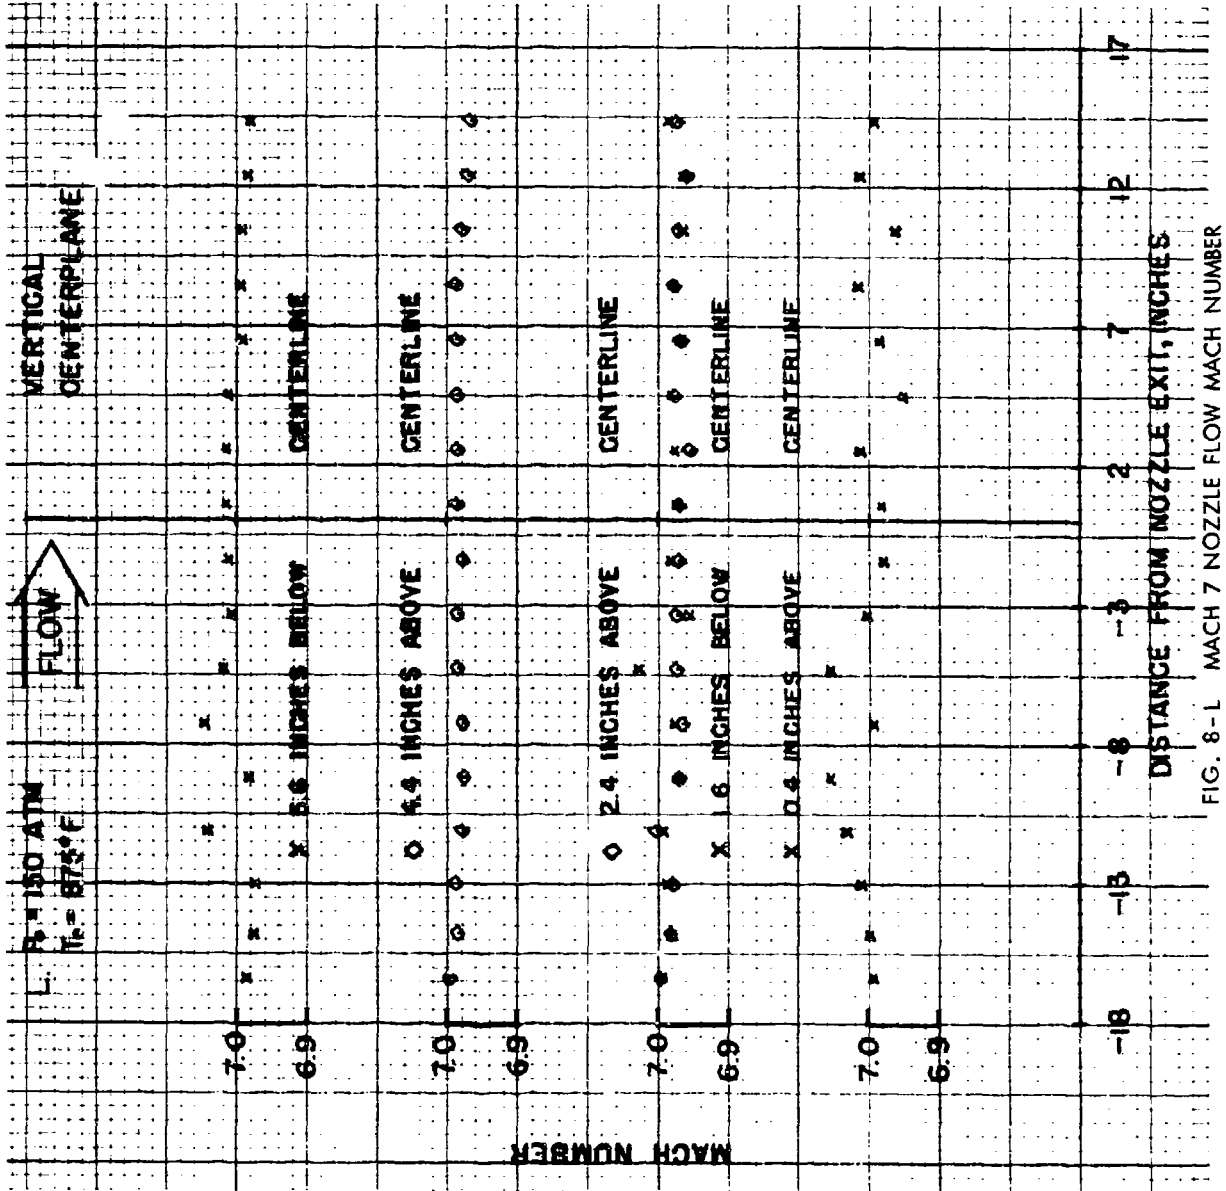 L. P₀ = 150 ATM
T₀ = 875°F
FLOW
VERTICAL
CENTERPLANE
7.0
6.9
X 5.6 INCHES BELOW CENTERLINE
◇ 4.4 INCHES ABOVE CENTERLINE
7.0
6.9
◇ 2.4 INCHES ABOVE CENTERLINE
7.0
6.9
X 1.6 INCHES BELOW CENTERLINE
X 0.4 INCHES ABOVE CENTERLINE
7.0
6.9
MACH NUMBER
-18 -13 -8 -3 2 7 12 17
DISTANCE FROM NOZZLE EXIT, INCHES
FIG. 8-L MACH 7 NOZZLE FLOW MACH NUMBER